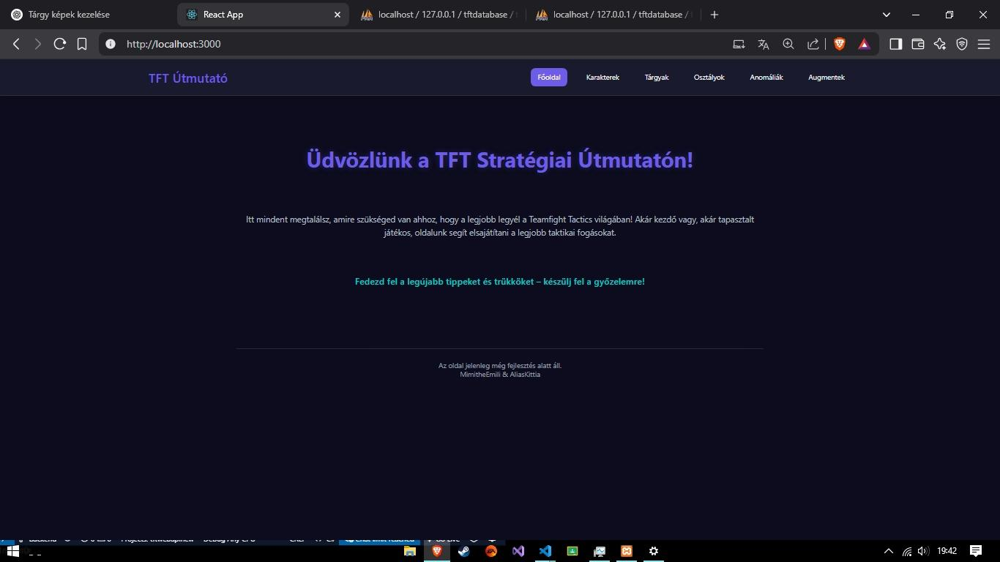 Tárgy képek kezelése
React App
localhost / 127.0.0.1 / tftdatabase /
localhost / 127.0.0.1 / tftdatabase /
http://localhost:3000
TFT Útmutató
Főoldal
Karakterek
Tárgyak
Osztályok
Anomáliák
Augmentek
Üdvözlünk a TFT Stratégiai Útmutatón!
Itt mindent megtalálsz, amire szükséged van ahhoz, hogy a legjobb legyél a Teamfight Tactics világában! Akár kezdő vagy, akár tapasztalt
játékos, oldalunk segít elsajátítani a legjobb taktikai fogásokat.
Fedezd fel a legújabb tippeket és trükköket – készülj fel a győzelemre!
Az oldal jelenleg még fejlesztés alatt áll.
MimitheEmili & AliasKittia
19:42